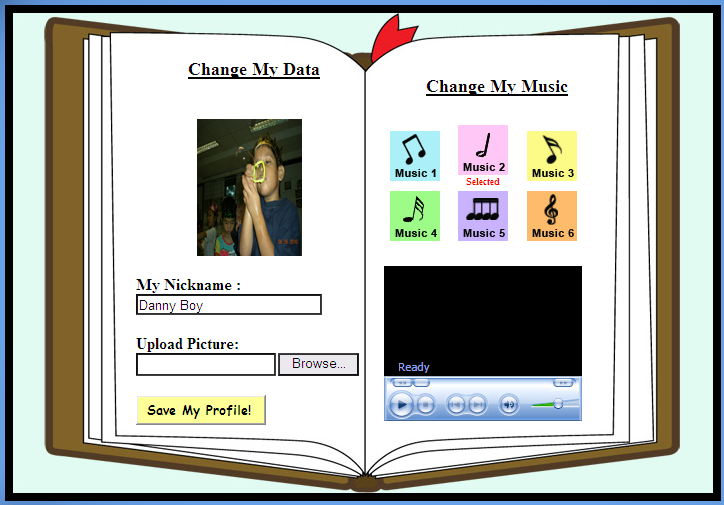 Change My Data
My Nickname :
Danny Boy
Upload Picture:
Browse...
Save My Profile!
Change My Music
Music 1
Music 2
Music 3
Selected
Music 4
Music 5
Music 6
Ready